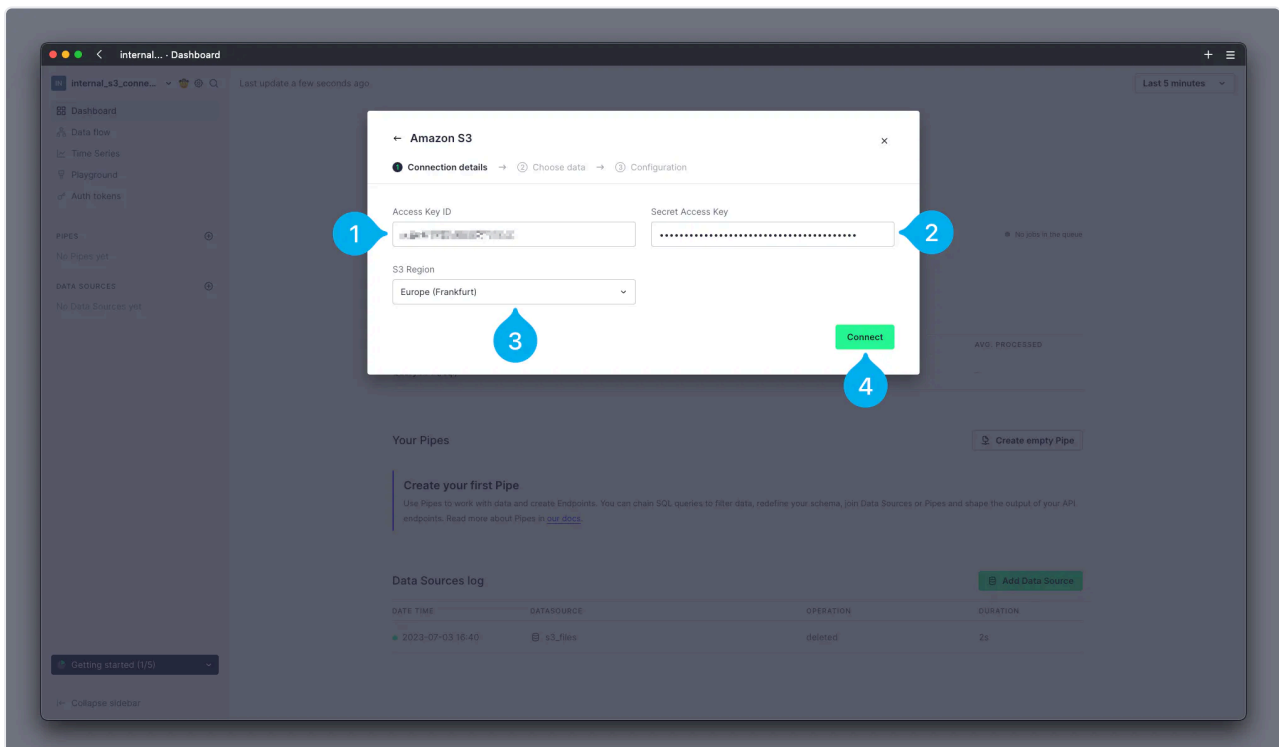 internal... · Dashboard
IN internal_s3_conne...
Last update a few seconds ago
Last 5 minutes
Dashboard
Data flow
Time Series
Playground
Auth tokens
PIPES
No Pipes yet
DATA SOURCES
No Data Sources yet
← Amazon S3
1 Connection details → 2 Choose data → 3 Configuration
Access Key ID
Secret Access Key
1
••••••••••••••••••••••••••••••••••••••••
2
No jobs in the queue
S3 Region
Europe (Frankfurt)
3
Connect
4
AVG. PROCESSED
Your Pipes
Create empty Pipe
Create your first Pipe
Use Pipes to work with data and create Endpoints. You can chain SQL queries to filter data, redefine your schema, join Data Sources or Pipes and shape the output of your API
endpoints. Read more about Pipes in our docs.
Data Sources log
Add Data Source
DATE TIME DATASOURCE OPERATION DURATION
2023-07-03 16:40 s3_files deleted 2s
Getting started (1/5)
Collapse sidebar